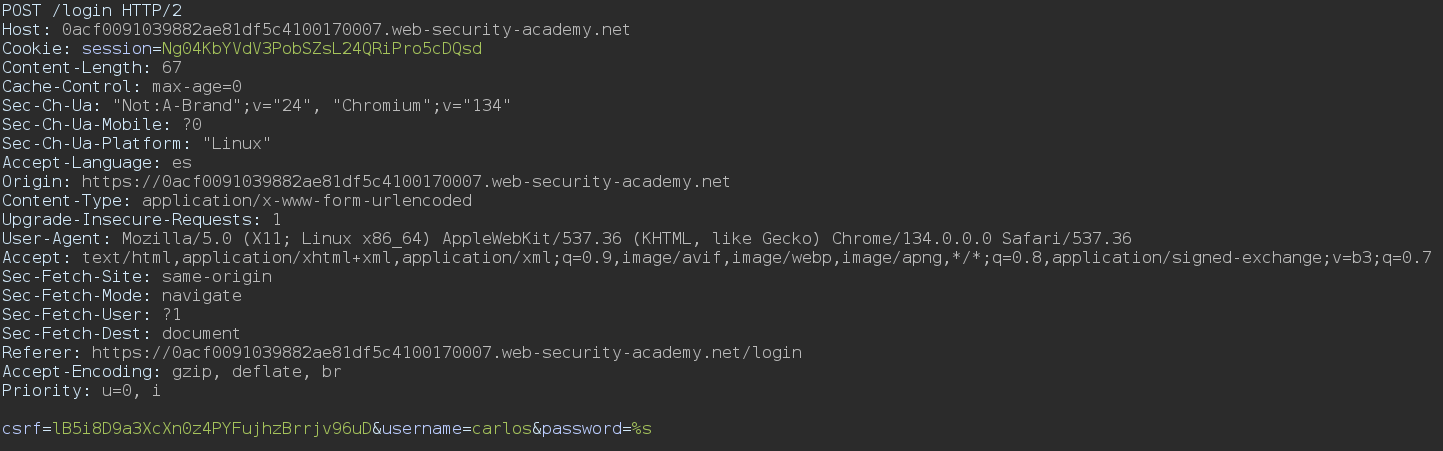 POST /login HTTP/2
Host: 0acf0091039882ae81df5c4100170007.web-security-academy.net
Cookie: session=Ng04KbYVdV3PobSZsL24QRiPro5cDQsd
Content-Length: 67
Cache-Control: max-age=0
Sec-Ch-Ua: "Not:A-Brand";v="24", "Chromium";v="134"
Sec-Ch-Ua-Mobile: ?0
Sec-Ch-Ua-Platform: "Linux"
Accept-Language: es
Origin: https://0acf0091039882ae81df5c4100170007.web-security-academy.net
Content-Type: application/x-www-form-urlencoded
Upgrade-Insecure-Requests: 1
User-Agent: Mozilla/5.0 (X11; Linux x86_64) AppleWebKit/537.36 (KHTML, like Gecko) Chrome/134.0.0.0 Safari/537.36
Accept: text/html,application/xhtml+xml,application/xml;q=0.9,image/avif,image/webp,image/apng,*/*;q=0.8,application/signed-exchange;v=b3;q=0.7
Sec-Fetch-Site: same-origin
Sec-Fetch-Mode: navigate
Sec-Fetch-User: ?1
Sec-Fetch-Dest: document
Referer: https://0acf0091039882ae81df5c4100170007.web-security-academy.net/login
Accept-Encoding: gzip, deflate, br
Priority: u=0, i
csrf=lB5i8D9a3XcXn0z4PYFujhzBrrjv96uD&username=carlos&password=%s